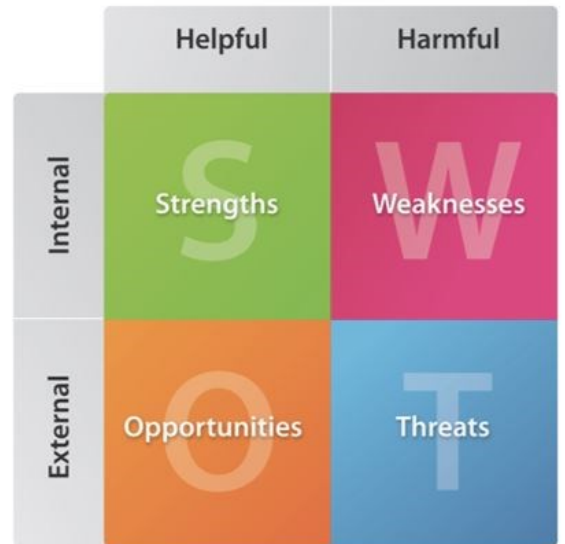 Helpful
Harmful
Internal
S
Strengths
W
Weaknesses
External
O
Opportunities
T
Threats